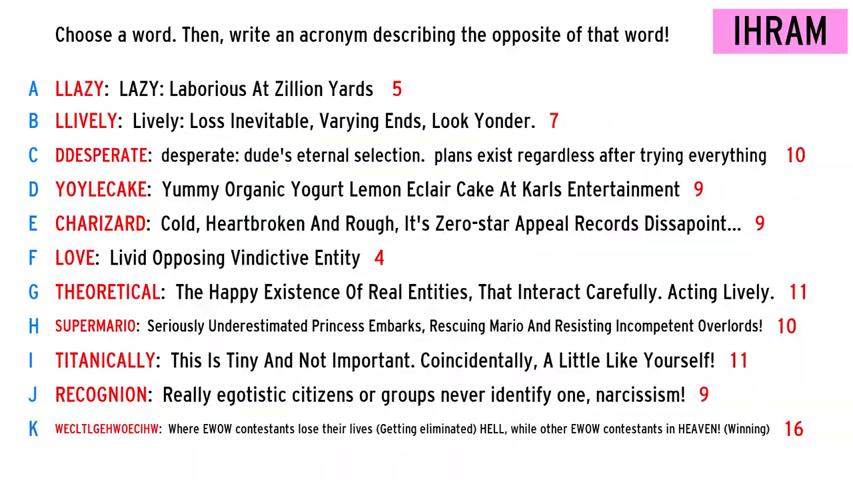 Choose a word. Then, write an acronym describing the opposite of that word!
IHRAM
A LLAZY: LAZY: Laborious At Zillion Yards 5
B LLIVELY: Lively: Loss Inevitable, Varying Ends, Look Yonder. 7
C DDESPERATE: desperate: dude's eternal selection. plans exist regardless after trying everything 10
D YOYLECAKE: Yummy Organic Yogurt Lemon Eclair Cake At Karls Entertainment 9
E CHARIZARD: Cold, Heartbroken And Rough, It's Zero-star Appeal Records Dissapoint... 9
F LOVE: Livid Opposing Vindictive Entity 4
G THEORETICAL: The Happy Existence Of Real Entities, That Interact Carefully. Acting Lively. 11
H SUPERMARIO: Seriously Underestimated Princess Embarks, Rescuing Mario And Resisting Incompetent Overlords! 10
I TITANICALLY: This Is Tiny And Not Important. Coincidentally, A Little Like Yourself! 11
J RECOGNION: Really egotistic citizens or groups never identify one, narcissism! 9
K WECLTLGEHWOECIHW: Where EWOW contestants lose their lives (Getting eliminated) HELL, while other EWOW contestants in HEAVEN! (Winning) 16